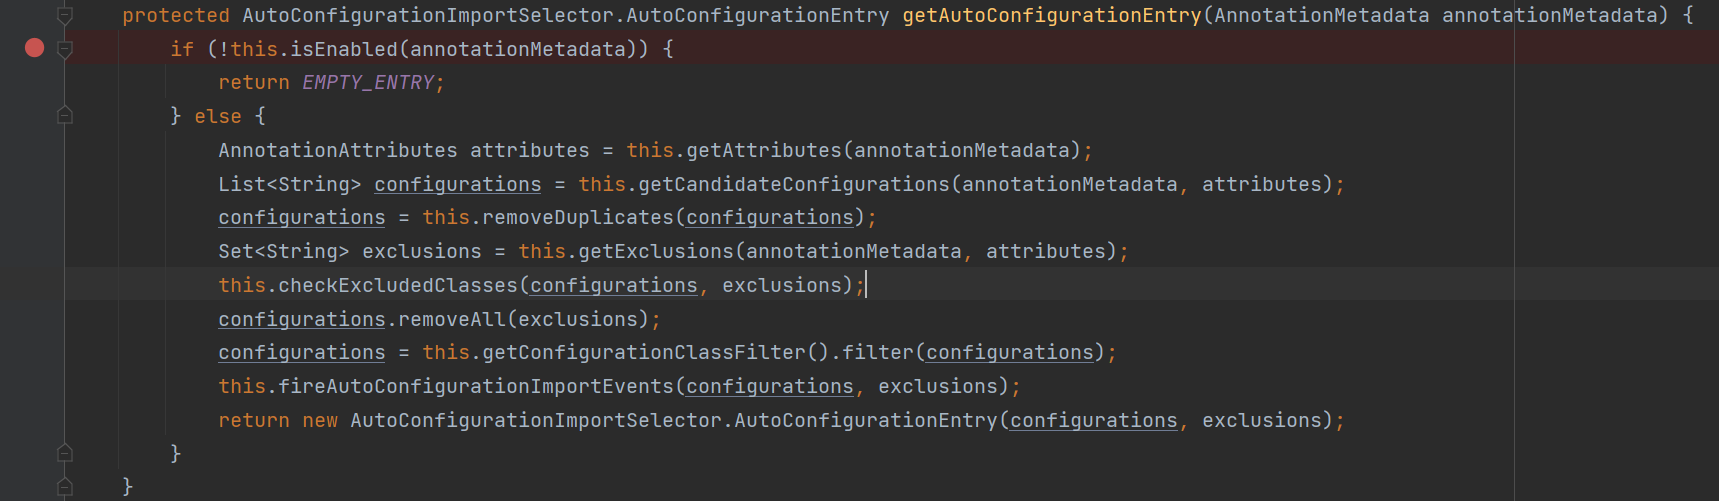 protected AutoConfigurationImportSelector.AutoConfigurationEntry getAutoConfigurationEntry(AnnotationMetadata annotationMetadata) {
if (!this.isEnabled(annotationMetadata)) {
return EMPTY_ENTRY;
} else {
AnnotationAttributes attributes = this.getAttributes(annotationMetadata);
List<String> configurations = this.getCandidateConfigurations(annotationMetadata, attributes);
configurations = this.removeDuplicates(configurations);
Set<String> exclusions = this.getExclusions(annotationMetadata, attributes);
this.checkExcludedClasses(configurations, exclusions);
configurations.removeAll(exclusions);
configurations = this.getConfigurationClassFilter().filter(configurations);
this.fireAutoConfigurationImportEvents(configurations, exclusions);
return new AutoConfigurationImportSelector.AutoConfigurationEntry(configurations, exclusions);
}
}